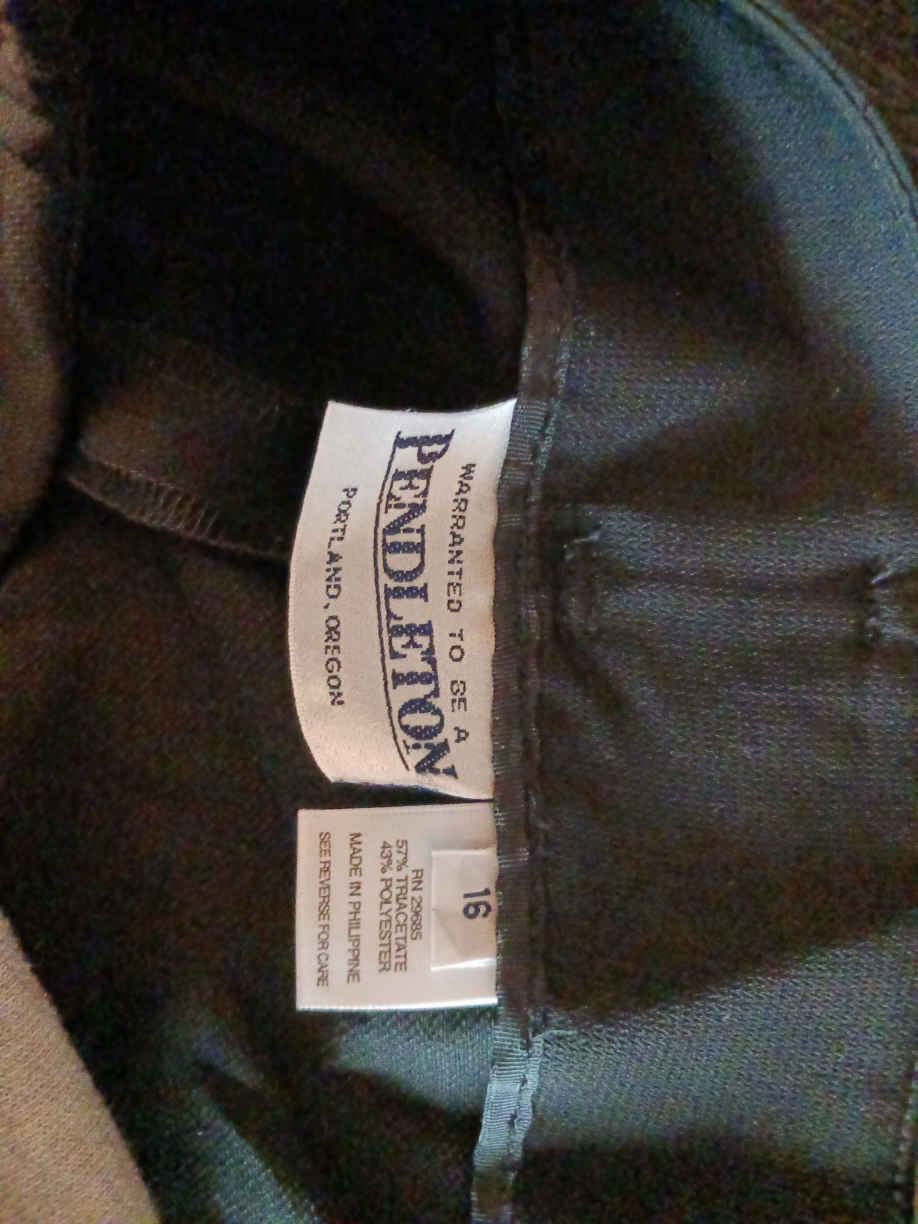 WARRANTED TO BE A
PENDLETON
PORTLAND, OREGON
16
RN 29685
57% TRIACETATE
43% POLYESTER
MADE IN PHILIPPINE
SEE REVERSE FOR CARE